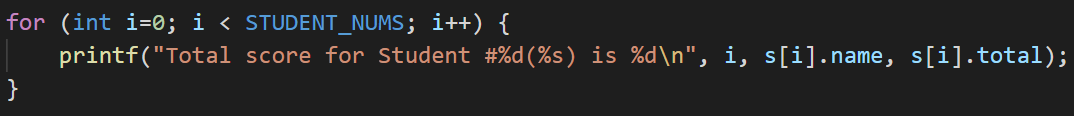 for (int i=0; i < STUDENT_NUMS; i++) {
    printf("Total score for Student #%d(%s) is %d\n", i, s[i].name, s[i].total);
}